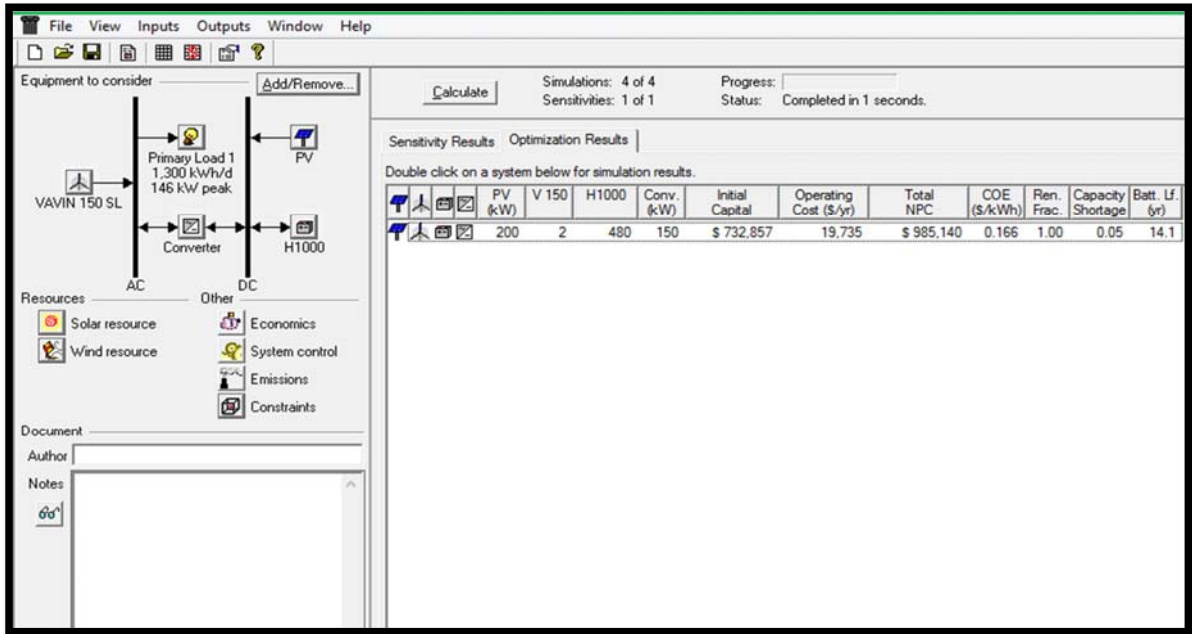 File View Inputs Outputs Window Help
Equipment to consider Add/Remove...
Primary Load 1
1,300 kWh/d
146 kW peak
PV
VAVIN 150 SL
Converter
H1000
AC DC
Resources Other
Solar resource Economics
Wind resource System control
Emissions
Constraints
Document
Author
Notes
Calculate
Simulations: 4 of 4 Progress:
Sensitivities: 1 of 1 Status: Completed in 1 seconds.
Sensitivity Results Optimization Results
Double click on a system below for simulation results.
PV (kW) V 150 H1000 Conv. (kW) Initial Capital Operating Cost ($/yr) Total NPC COE ($/kWh) Ren. Frac. Capacity Shortage Batt. Lf. (yr)
200 2 480 150 $ 732,857 19,735 $ 985,140 0.166 1.00 0.05 14.1